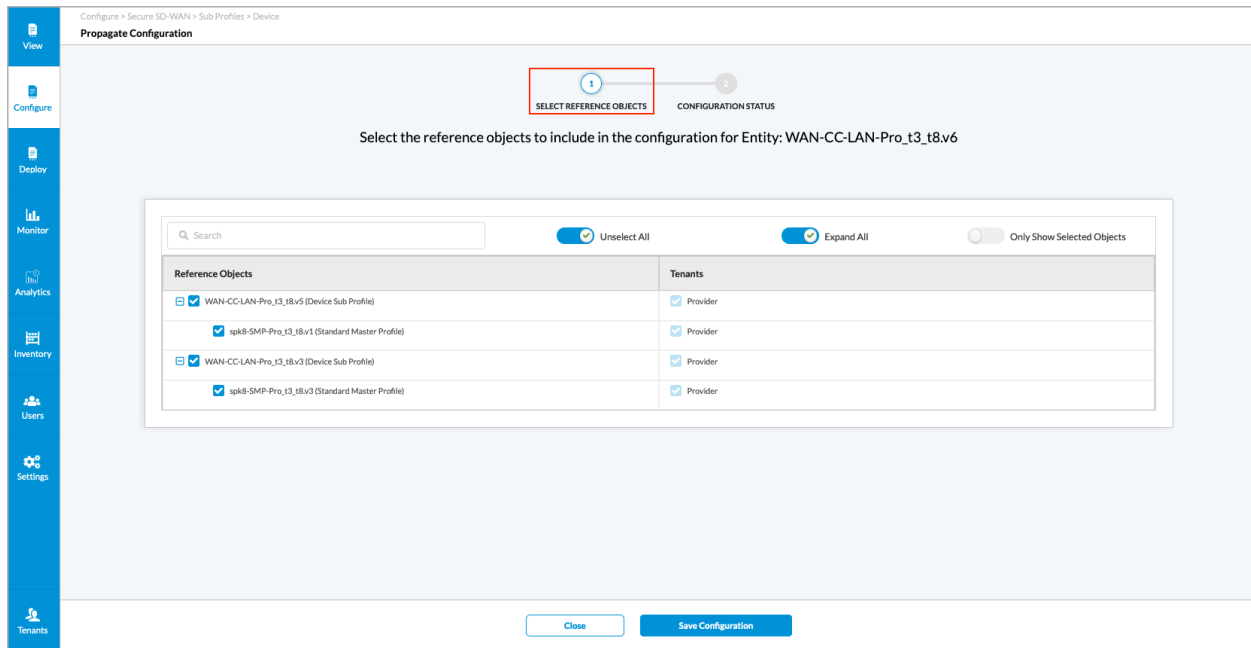 Configure > Secure SD-WAN > Sub Profiles > Device
Propagate Configuration
View
Configure
Deploy
Monitor
Analytics
Inventory
Users
Settings
Tenants
1
2
SELECT REFERENCE OBJECTS
CONFIGURATION STATUS
Select the reference objects to include in the configuration for Entity: WAN-CC-LAN-Pro_t3_t8.v6
Search
Unselect All
Expand All
Only Show Selected Objects
Reference Objects
Tenants
WAN-CC-LAN-Pro_t3_t8.v5 (Device Sub Profile)
Provider
spk8-SMP-Pro_t3_t8.v1 (Standard Master Profile)
Provider
WAN-CC-LAN-Pro_t3_t8.v3 (Device Sub Profile)
Provider
spk8-SMP-Pro_t3_t8.v3 (Standard Master Profile)
Provider
Close
Save Configuration